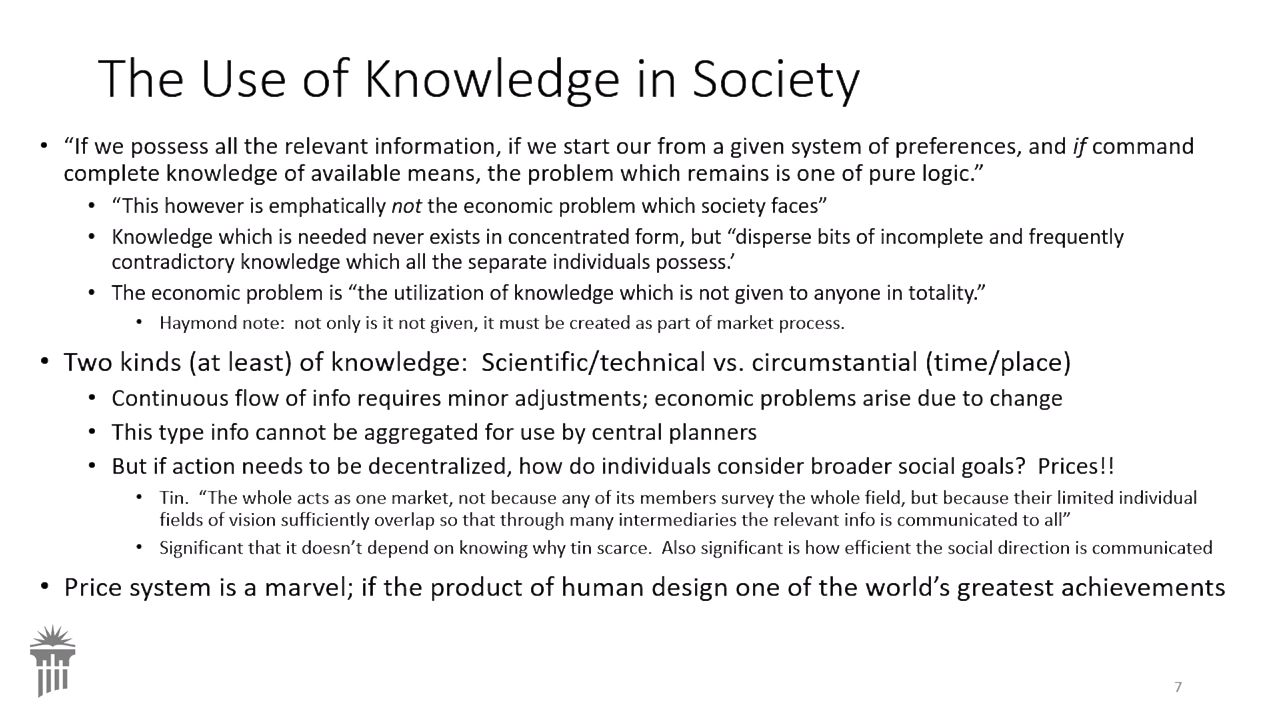 The Use of Knowledge in Society
• “If we possess all the relevant information, if we start our from a given system of preferences, and if command
complete knowledge of available means, the problem which remains is one of pure logic.”
• “This however is emphatically not the economic problem which society faces”
• Knowledge which is needed never exists in concentrated form, but “disperse bits of incomplete and frequently
contradictory knowledge which all the separate individuals possess.’
• The economic problem is “the utilization of knowledge which is not given to anyone in totality.”
• Haymond note:  not only is it not given, it must be created as part of market process.
• Two kinds (at least) of knowledge:  Scientific/technical vs. circumstantial (time/place)
• Continuous flow of info requires minor adjustments; economic problems arise due to change
• This type info cannot be aggregated for use by central planners
• But if action needs to be decentralized, how do individuals consider broader social goals?  Prices!!
• Tin.  “The whole acts as one market, not because any of its members survey the whole field, but because their limited individual
fields of vision sufficiently overlap so that through many intermediaries the relevant info is communicated to all”
• Significant that it doesn’t depend on knowing why tin scarce.  Also significant is how efficient the social direction is communicated
• Price system is a marvel; if the product of human design one of the world’s greatest achievements
7